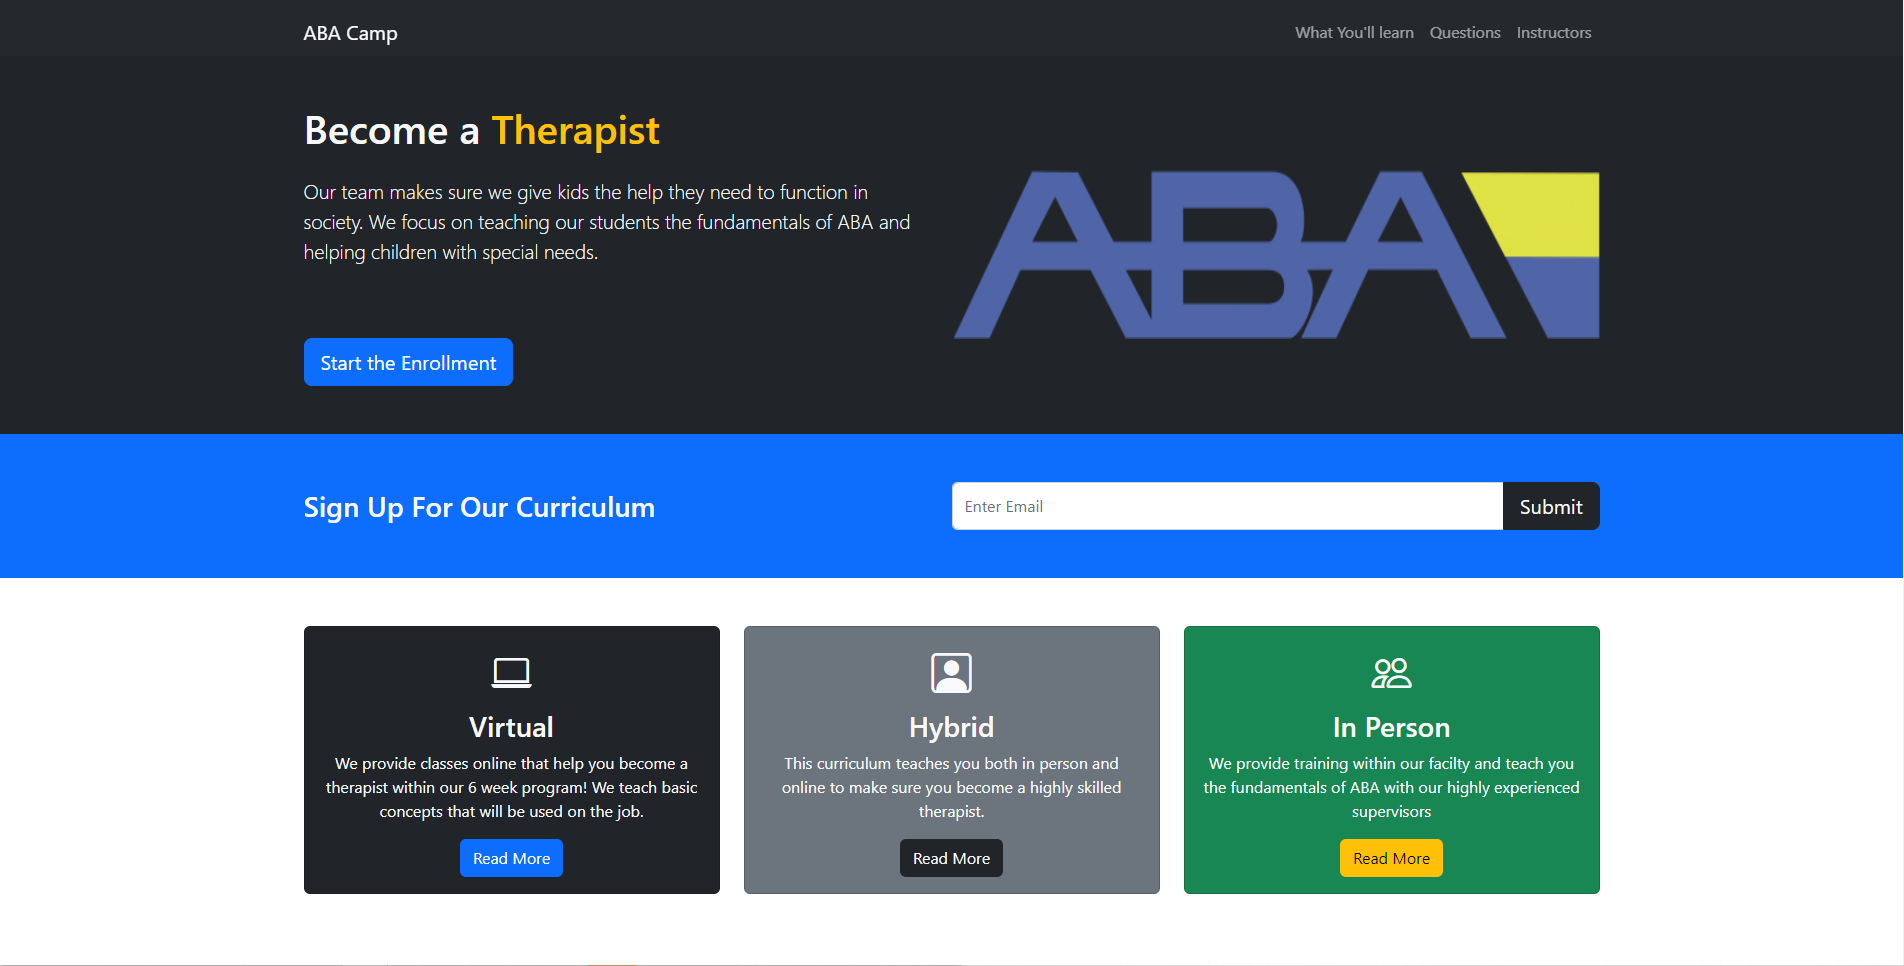 ABA Camp
What You'll learn
Questions
Instructors
Become a Therapist
Our team makes sure we give kids the help they need to function in
society. We focus on teaching our students the fundamentals of ABA and
helping children with special needs.
Start the Enrollment
ABA
Sign Up For Our Curriculum
Enter Email
Submit
Virtual
We provide classes online that help you become a
therapist within our 6 week program! We teach basic
concepts that will be used on the job.
Read More
Hybrid
This curriculum teaches you both in person and
online to make sure you become a highly skilled
therapist.
Read More
In Person
We provide training within our facilty and teach you
the fundamentals of ABA with our highly experienced
supervisors
Read More